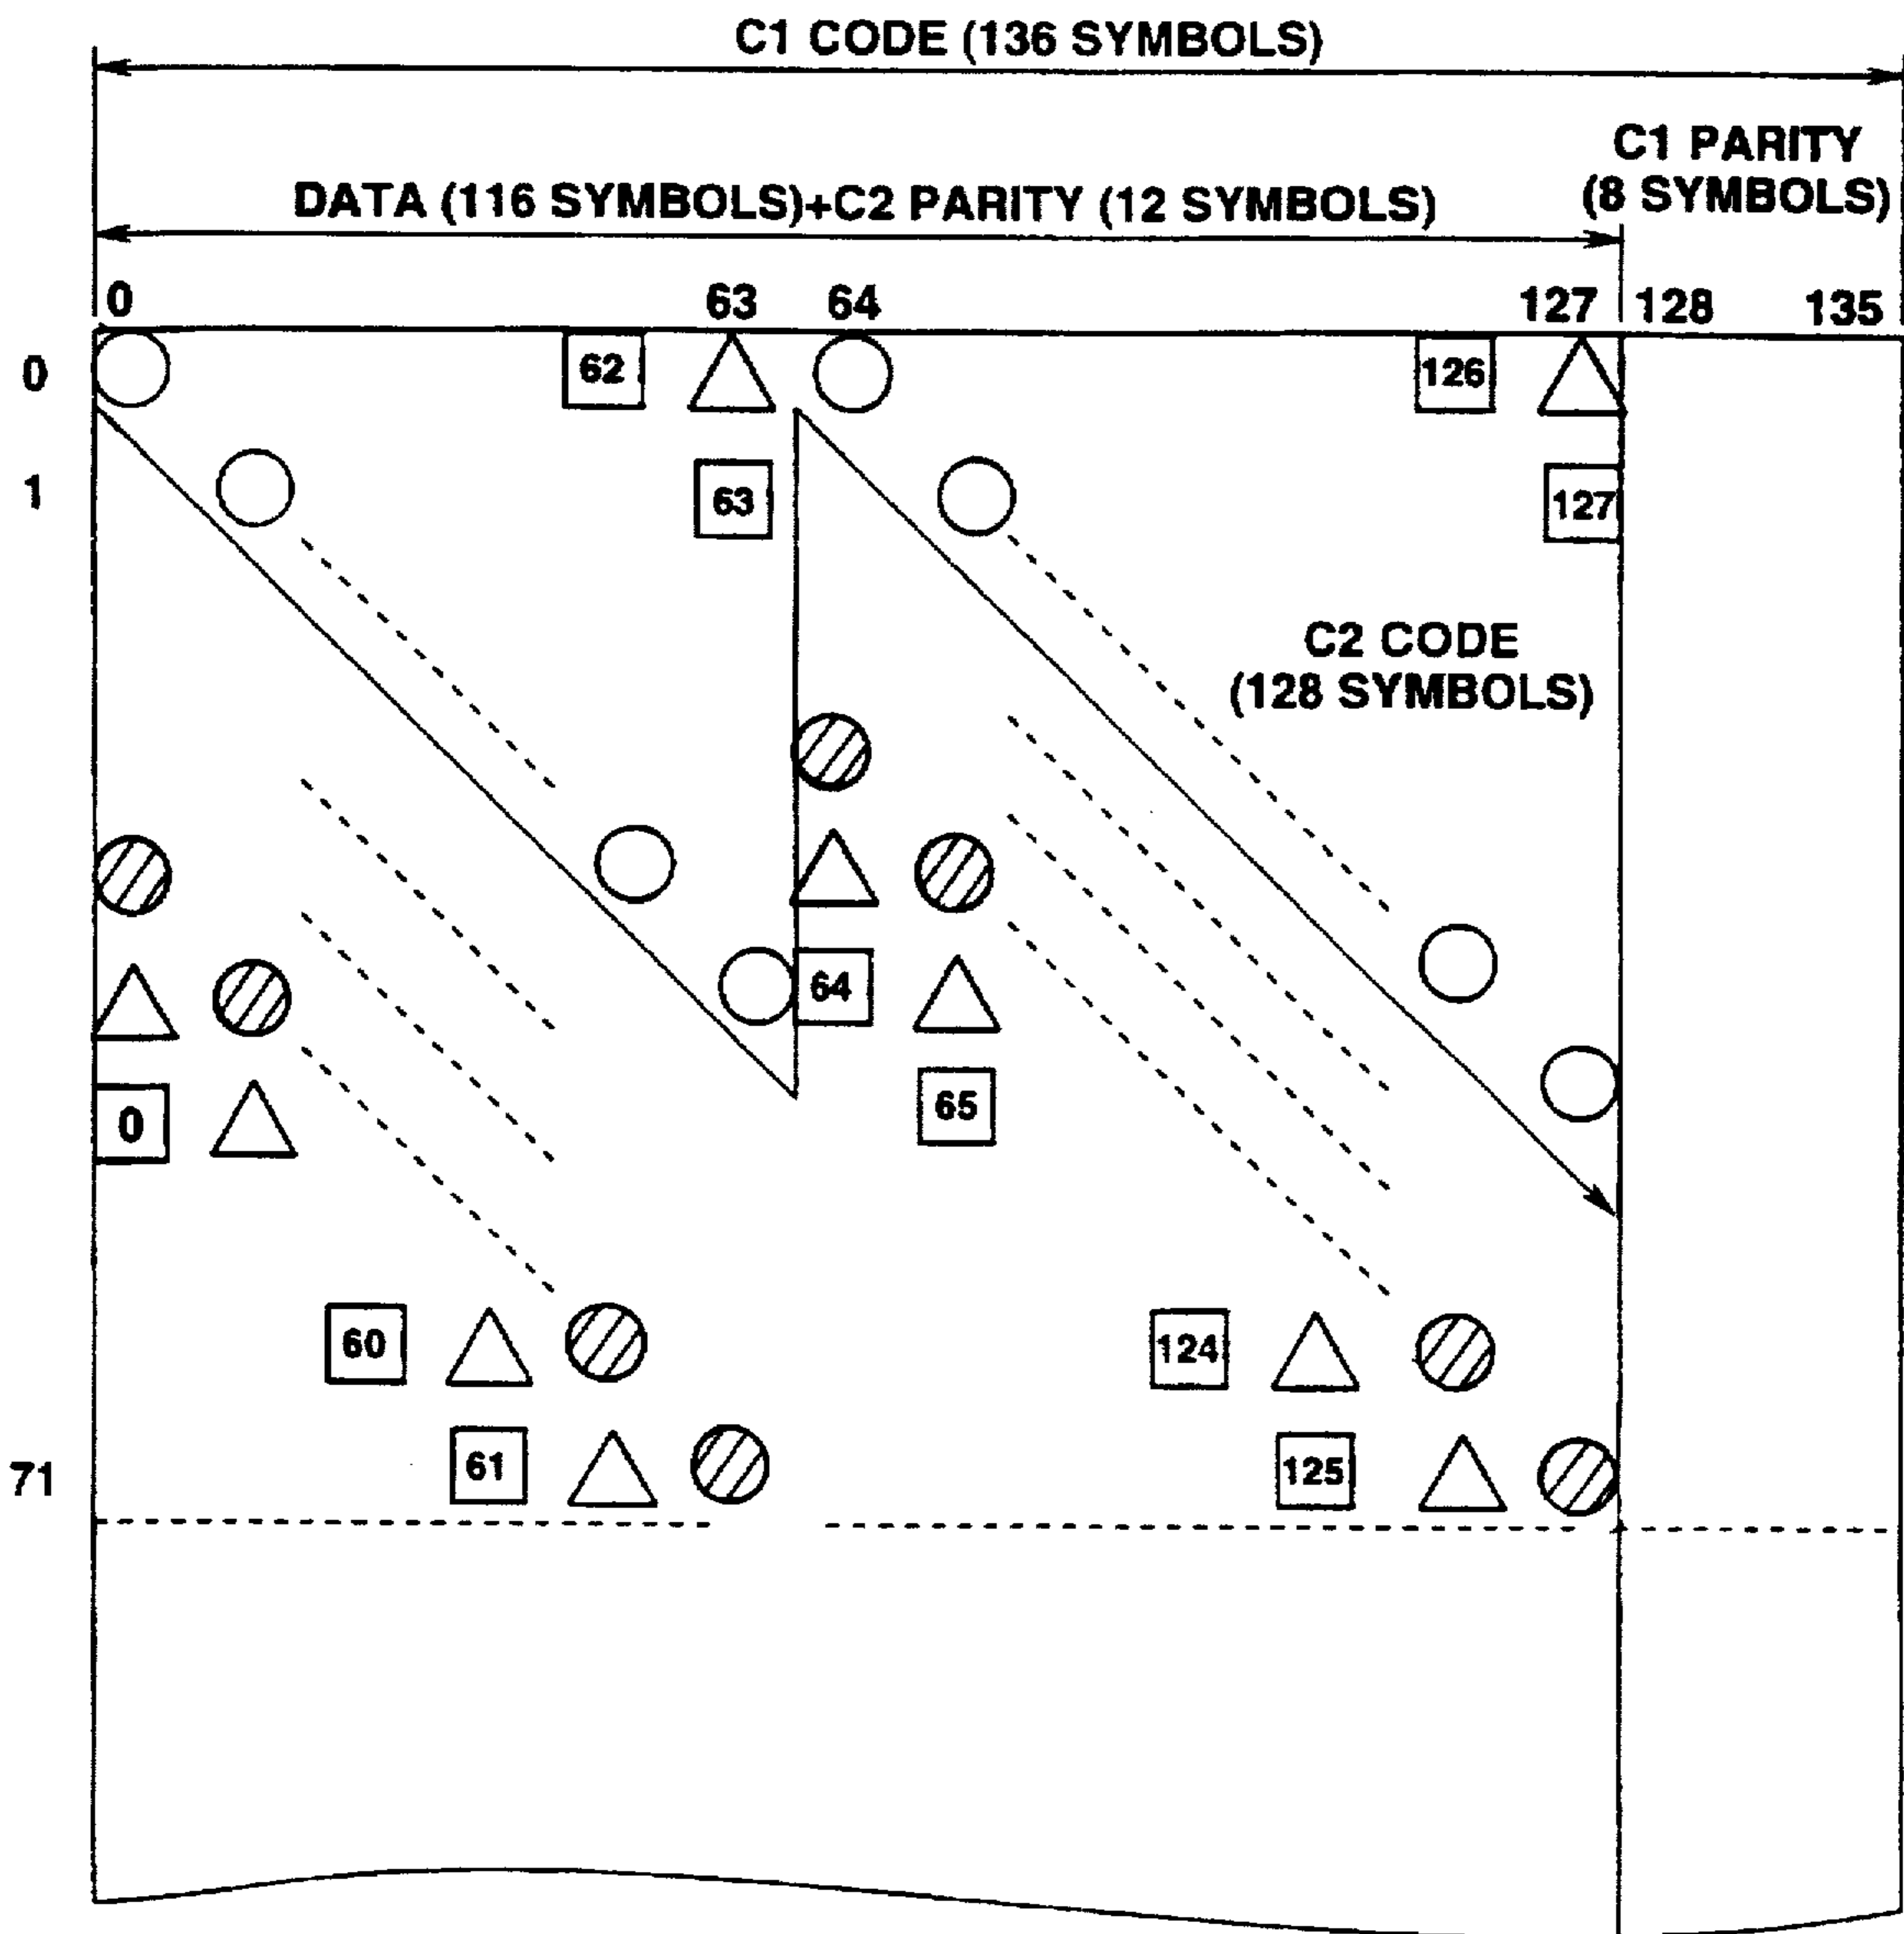 C1 CODE (136 SYMBOLS)
C1 PARITY
(8 SYMBOLS)
DATA (116 SYMBOLS)+C2 PARITY (12 SYMBOLS)
0 63 64 127 128 135
0 62 126
1 63 127
C2 CODE
(128 SYMBOLS)
64
0 65
60 124
71 61 125